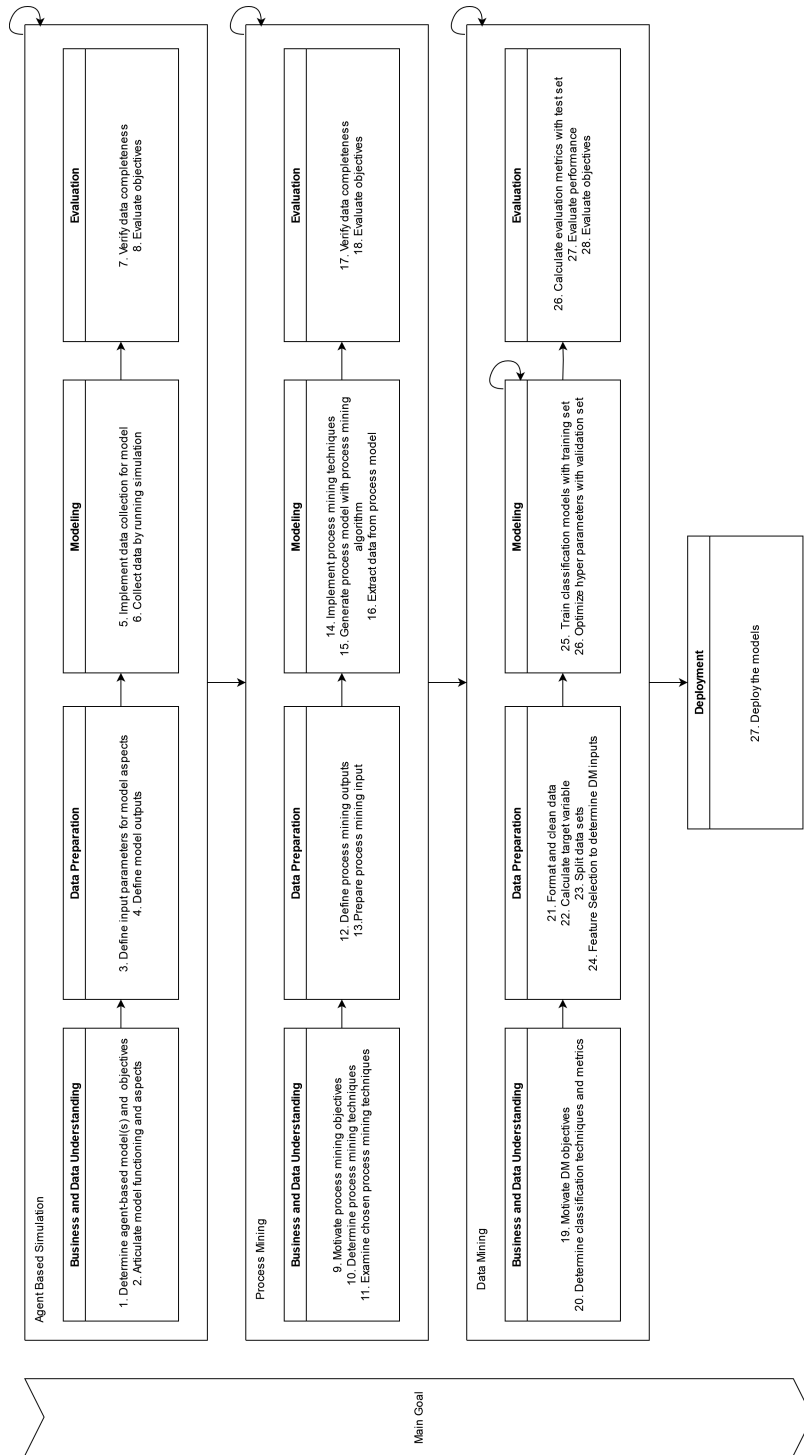 Main Goal
Agent Based Simulation
Business and Data Understanding
1. Determine agent-based model(s) and objectives
2. Articulate model functioning and aspects
Data Preparation
3. Define input parameters for model aspects
4. Define model outputs
Modeling
5. Implement data collection for model
6. Collect data by running simulation
Evaluation
7. Verify data completeness
8. Evaluate objectives
Process Mining
Business and Data Understanding
9. Motivate process mining objectives
10. Determine process mining techniques
11. Examine chosen process mining techniques
Data Preparation
12. Define process mining outputs
13.Prepare process mining input
Modeling
14. Implement process mining techniques
15. Generate process model with process mining
algorithm
16. Extract data from process model
Evaluation
17. Verify data completeness
18. Evaluate objectives
Data Mining
Business and Data Understanding
19. Motivate DM objectives
20. Determine classification techniques and metrics
Data Preparation
21. Format and clean data
22. Calculate target variable
23. Split data sets
24. Feature Selection to determine DM inputs
Modeling
25. Train classification models with training set
26. Optimize hyper parameters with validation set
Evaluation
26. Calculate evaluation metrics with test set
27. Evaluate performance
28. Evaluate objectives
Deployment
27. Deploy the models